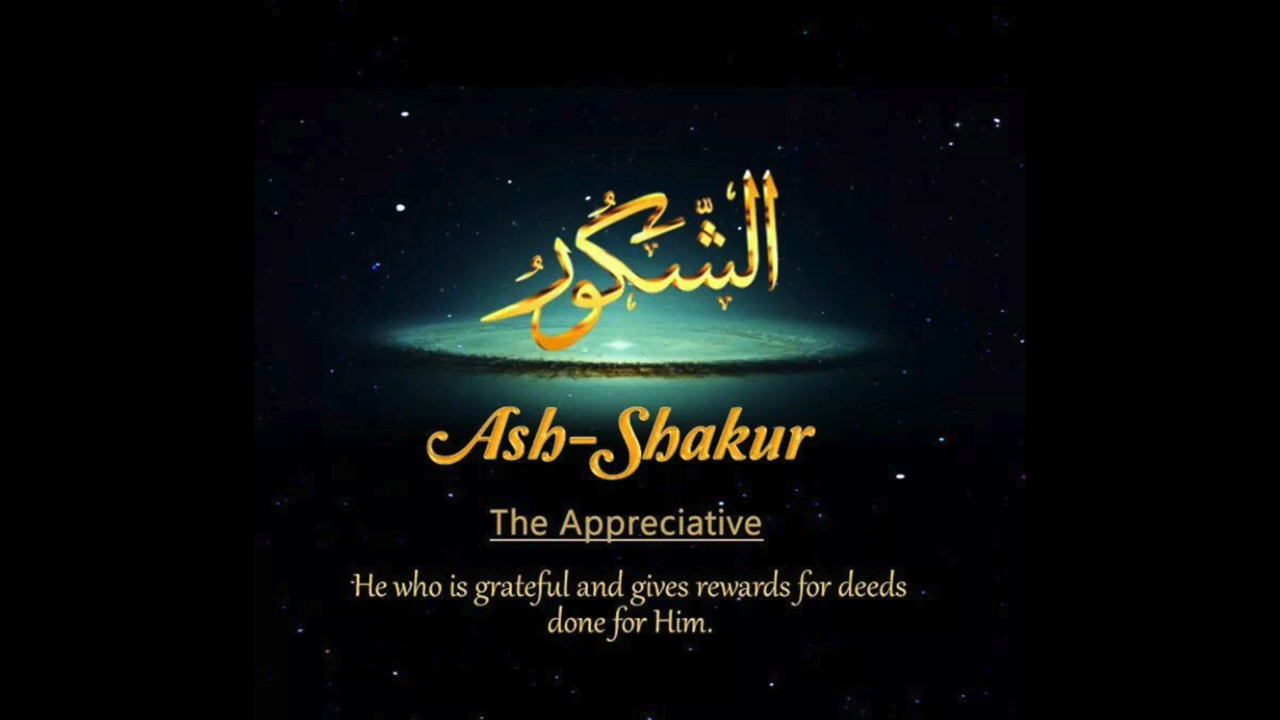 الشَّكُورُ
Ash-Shakur
The Appreciative
He who is grateful and gives rewards for deeds
done for Him.